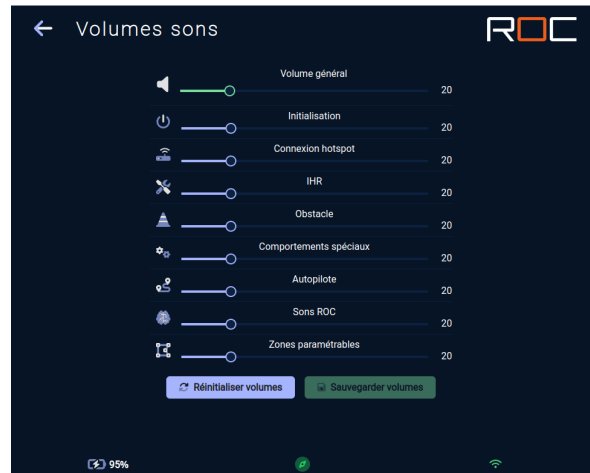 Volumes sons
ROC
Volume général
20
Initialisation
20
Connexion hotspot
20
IHR
20
Obstacle
20
Comportements spéciaux
20
Autopilote
20
Sons ROC
20
Zones paramétrables
20
Réinitialiser volumes
Sauvegarder volumes
95%